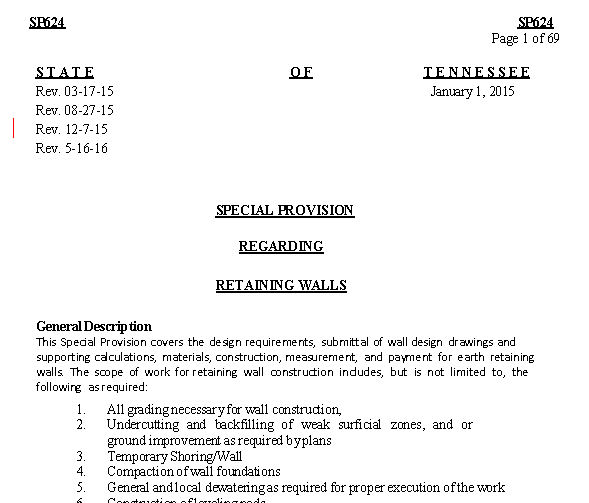 SP624 SP624
Page 1 of 69
S T A T E O F T E N N E S S E E
Rev. 03-17-15 January 1, 2015
Rev. 08-27-15
Rev. 12-7-15
Rev. 5-16-16
SPECIAL PROVISION
REGARDING
RETAINING WALLS
General Description
This Special Provision covers the design requirements, submittal of wall design drawings and
supporting calculations, materials, construction, measurement, and payment for earth retaining
walls. The scope of work for retaining wall construction includes, but is not limited to, the
following as required:
1. All grading necessary for wall construction,
2. Undercutting and backfilling of weak surficial zones, and or
ground improvement as required by plans
3. Temporary Shoring/Wall
4. Compaction of wall foundations
5. General and local dewatering as required for proper execution of the work
6. Construction of leveling pads